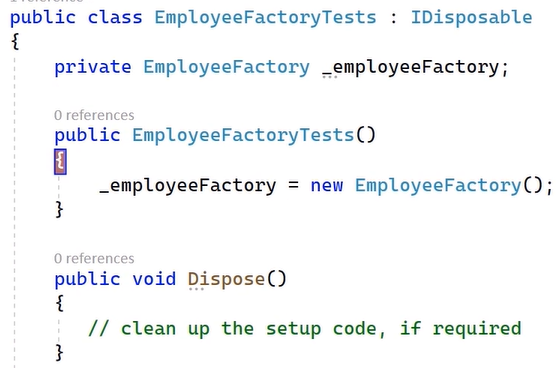 public class EmployeeFactoryTests : IDisposable
{
private EmployeeFactory _employeeFactory;
0 references
public EmployeeFactoryTests()
{
_employeeFactory = new EmployeeFactory();
}
0 references
public void Dispose()
{
// clean up the setup code, if required
}